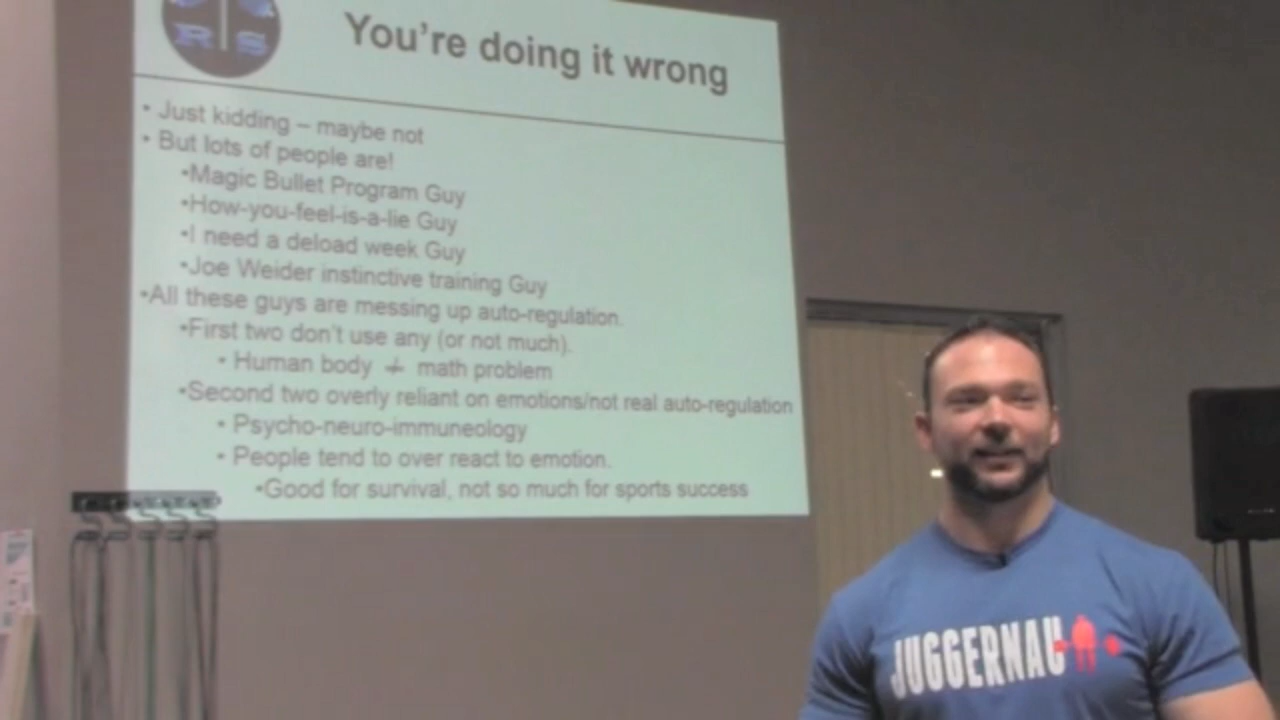 R S
You're doing it wrong
• Just kidding – maybe not
• But lots of people are!
•Magic Bullet Program Guy
•How-you-feel-is-a-lie Guy
•I need a deload week Guy
•Joe Weider instinctive training Guy
•All these guys are messing up auto-regulation.
•First two don't use any (or not much).
• Human body ≠ math problem
•Second two overly reliant on emotions/not real auto-regulation
• Psycho-neuro-immuneology
• People tend to over react to emotion.
•Good for survival, not so much for sports success
JUGGERNAU